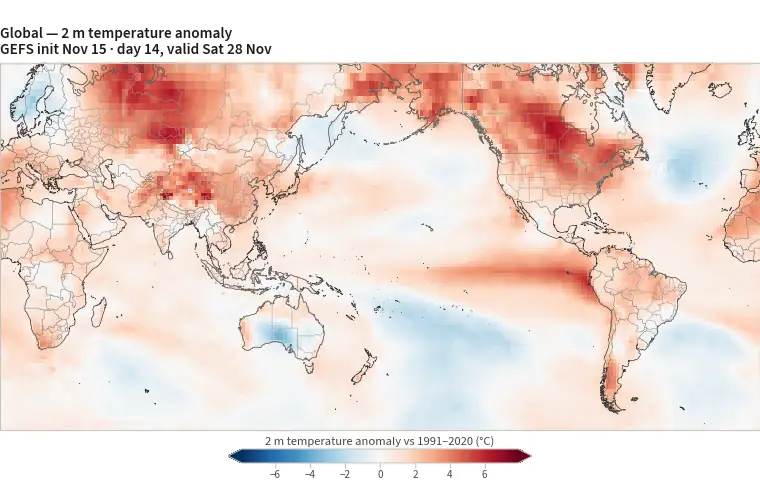 Global — 2 m temperature anomaly
GEFS init Nov 15 · day 14, valid Sat 28 Nov
2 m temperature anomaly vs 1991–2020 (°C)
−6 −4 −2 0 2 4 6